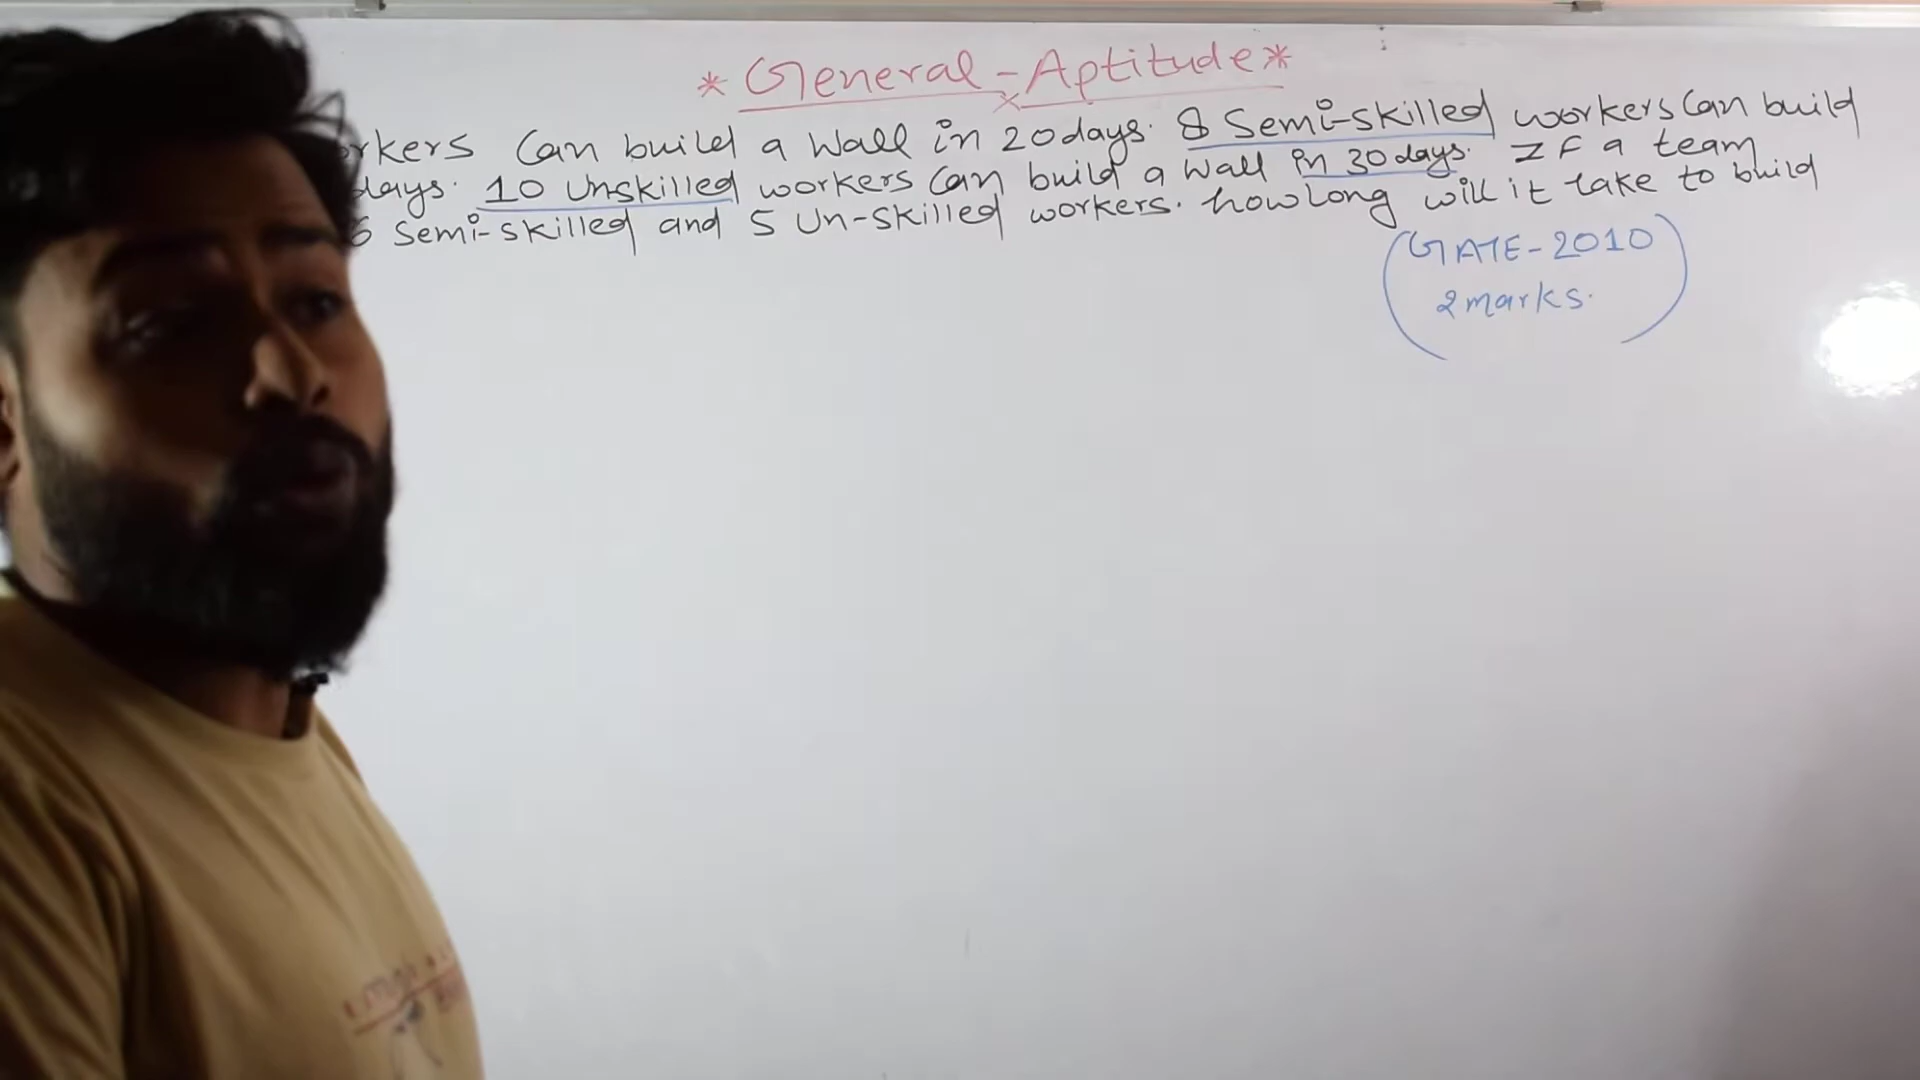 * General - Aptitude *
rkers Can build a wall in 20 days. 8 Semi-skilled workers Can build
days. 10 Unskilled workers Can build a wall in 30 days. IF a team
6 Semi-skilled and 5 Un-skilled workers. how long will it take to build
(GATE-2010
2 marks.)